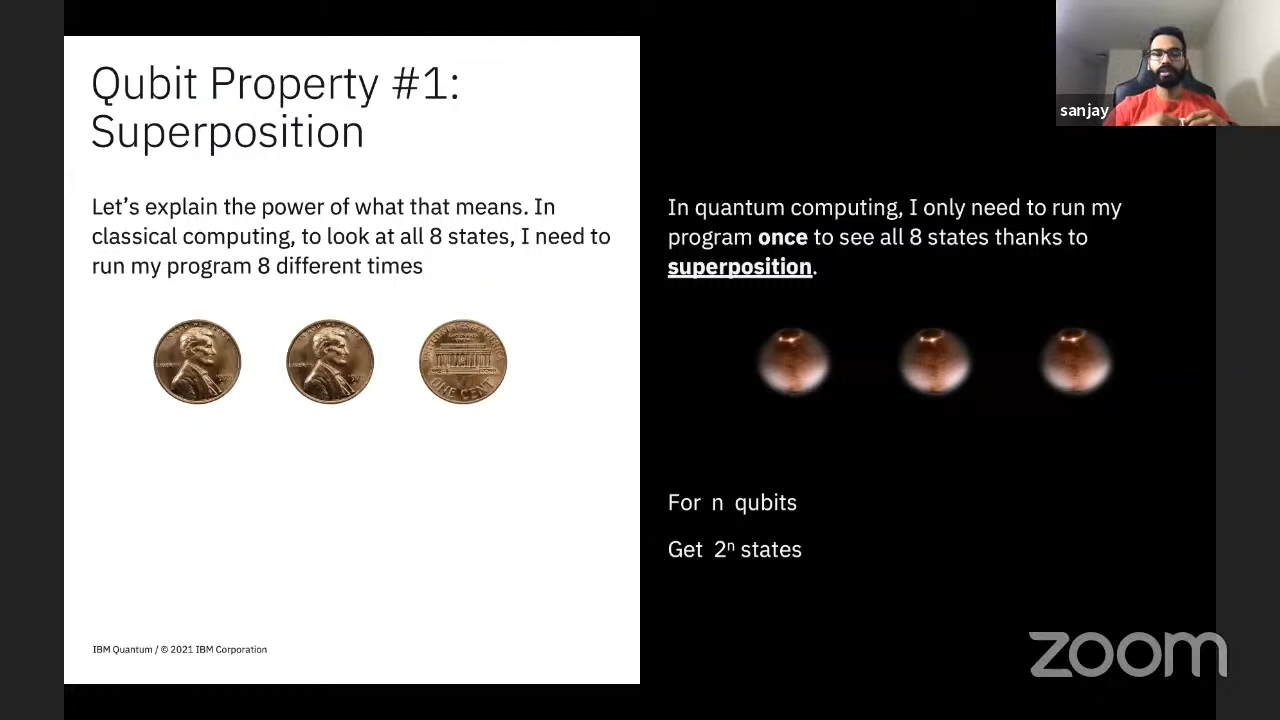 Qubit Property #1:
Superposition
Let's explain the power of what that means. In
classical computing, to look at all 8 states, I need to
run my program 8 different times
ONE CENT
IBM Quantum / © 2021 IBM Corporation
In quantum computing, I only need to run my
program once to see all 8 states thanks to
superposition.
For n qubits
Get 2ⁿ states
sanjay
zoom